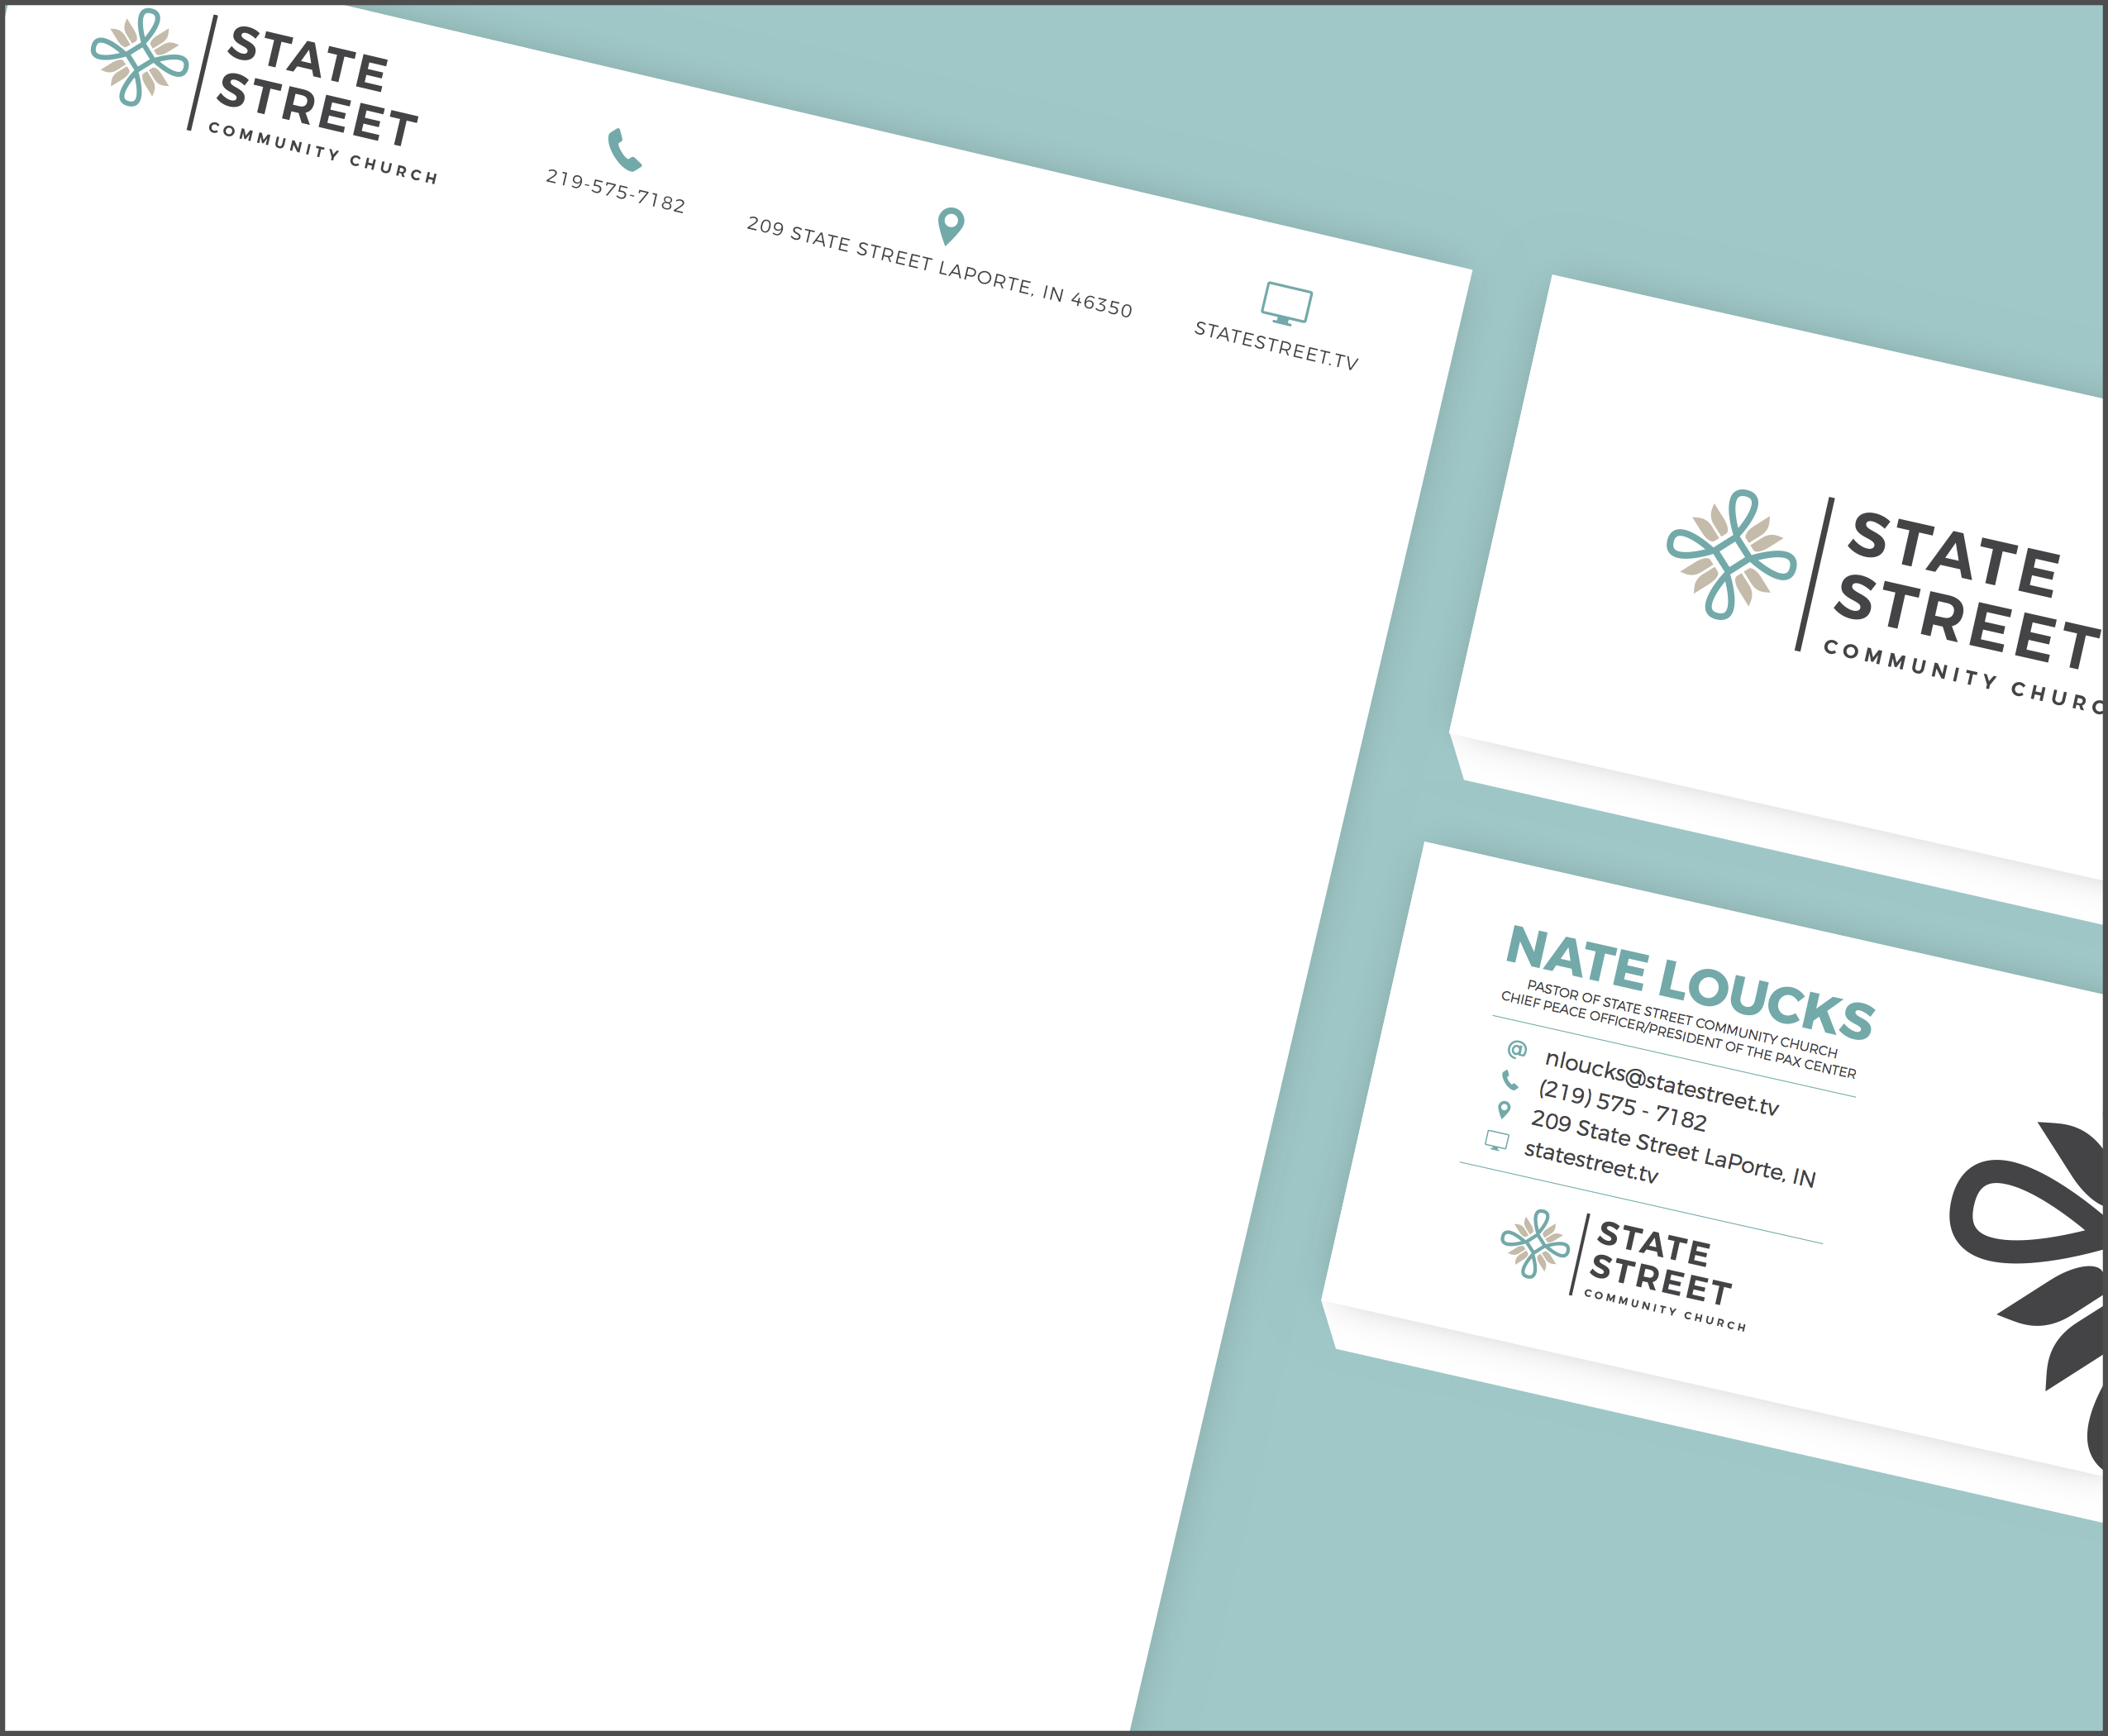 STATE
STREET
COMMUNITY CHURCH
219-575-7182
209 STATE STREET LAPORTE, IN 46350
STATESTREET.TV
STATE
STREET
COMMUNITY CHURC
NATE LOUCKS
PASTOR OF STATE STREET COMMUNITY CHURCH
CHIEF PEACE OFFICER/PRESIDENT OF THE PAX CENTER
@ nloucks@statestreet.tv
(219) 575 - 7182
209 State Street LaPorte, IN
statestreet.tv
STATE
STREET
COMMUNITY CHURCH